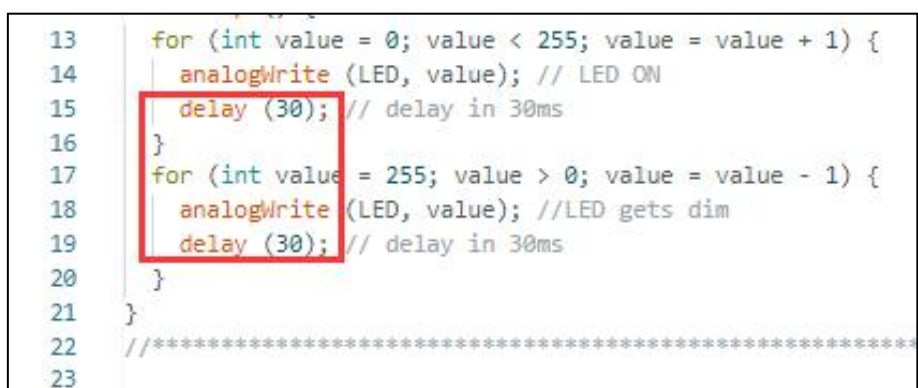 13 for (int value = 0; value < 255; value = value + 1) {
14 analogWrite (LED, value); // LED ON
15 delay (30); // delay in 30ms
16 }
17 for (int value = 255; value > 0; value = value - 1) {
18 analogWrite (LED, value); //LED gets dim
19 delay (30); // delay in 30ms
20 }
21 }
22 //*******************************************************
23